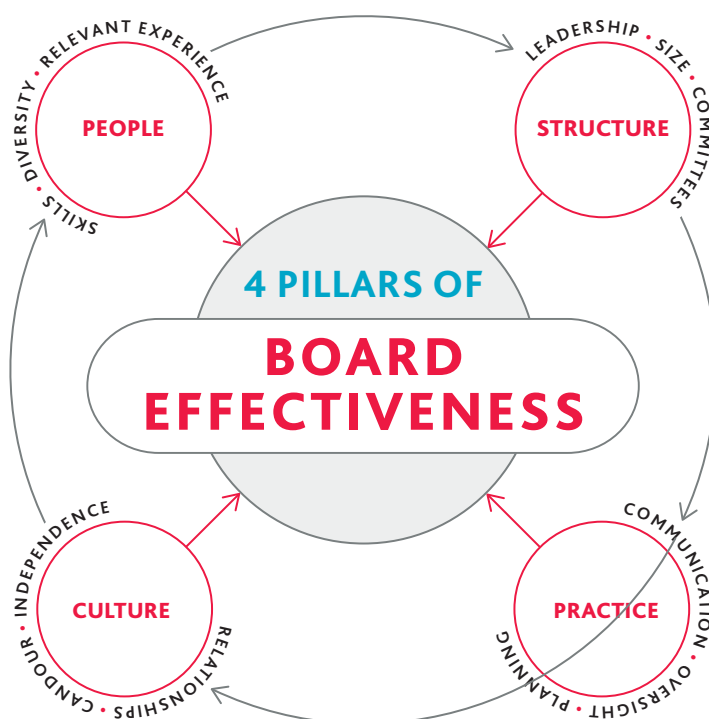 SKILLS • DIVERSITY • RELEVANT EXPERIENCE
PEOPLE
LEADERSHIP • SIZE • COMMITTEES
STRUCTURE
4 PILLARS OF
BOARD
EFFECTIVENESS
RELATIONSHIPS • CANDOUR • INDEPENDENCE
CULTURE
COMMUNICATION • OVERSIGHT • PLANNING
PRACTICE